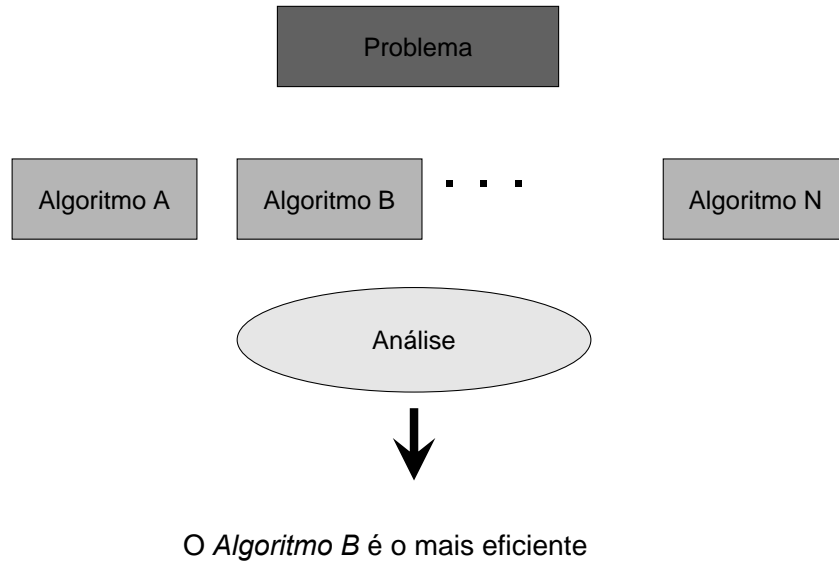 Problema
Algoritmo A Algoritmo B . . . Algoritmo N
Análise
O Algoritmo B é o mais eficiente